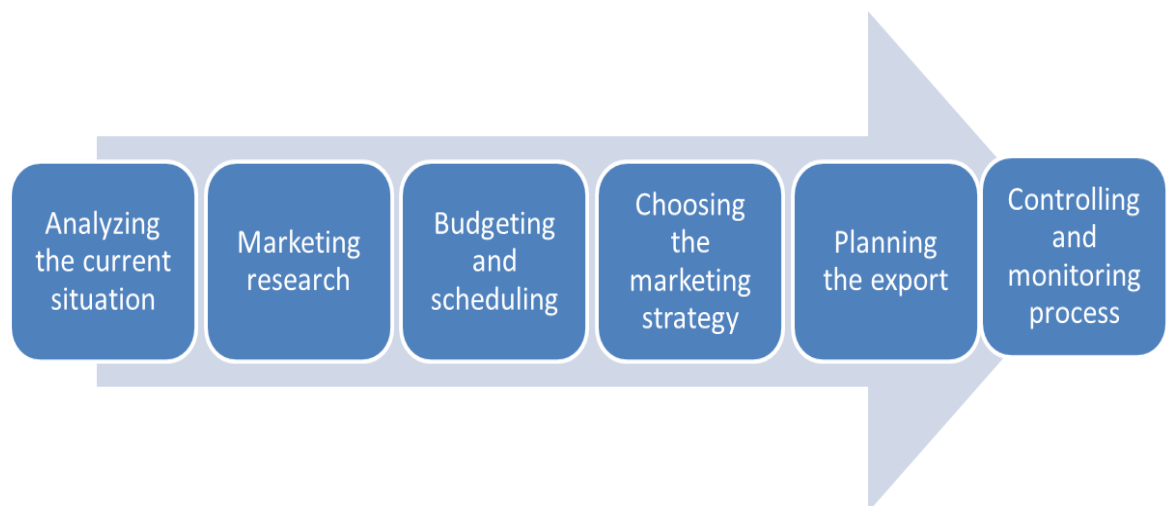 Analyzing
the current
situation
Marketing
research
Budgeting
and
scheduling
Choosing
the
marketing
strategy
Planning
the export
Controlling
and
monitoring
process